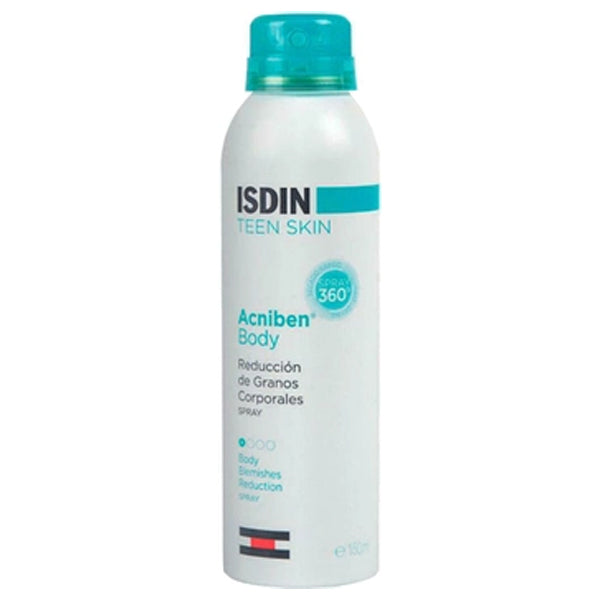 ISDIN
TEEN SKIN
SPRAY
360°
Acniben®
Body
Reducción
de Granos
Corporales
SPRAY
Body
Blemishes
Reduction
SPRAY
e 150ml